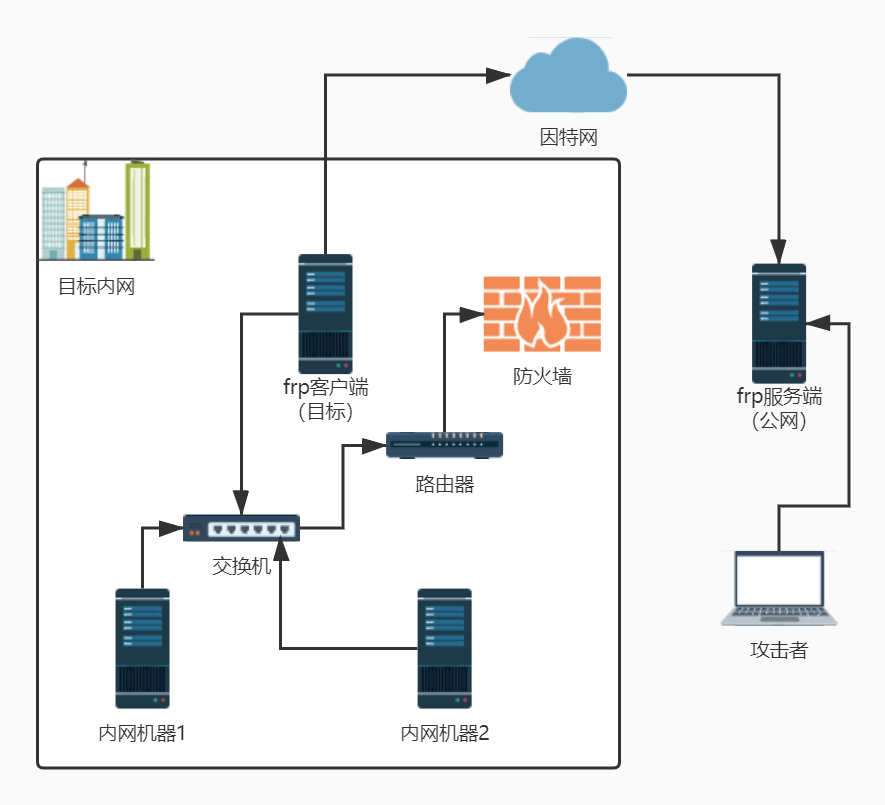 因特网
目标内网
frp客户端
（目标）
防火墙
frp服务端
（公网）
路由器
交换机
攻击者
内网机器1
内网机器2